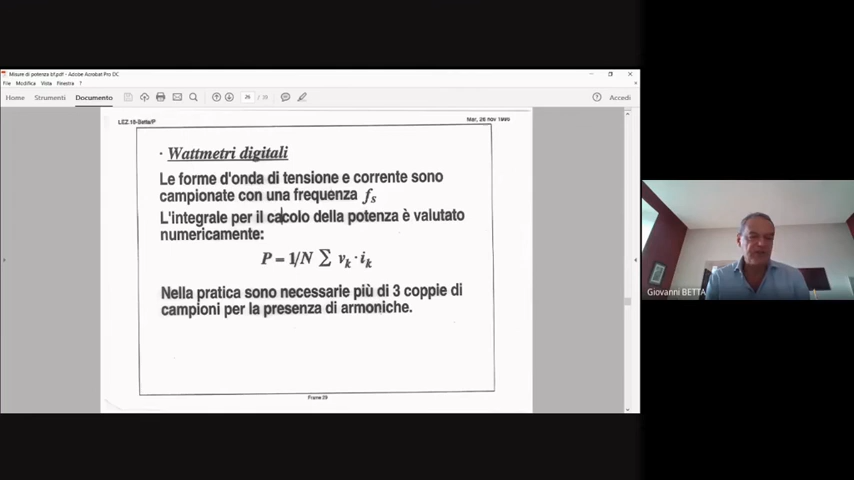 Misure di potenza bf.pdf - Adobe Acrobat Pro DC
File Modifica Vista Finestra ?
Home Strumenti Documento 26 / 30 Accedi
LEZ.18-Betta/P Mar, 26 nov 1996
· Wattmetri digitali
Le forme d'onda di tensione e corrente sono
campionate con una frequenza fs
L'integrale per il cacolo della potenza è valutato
numericamente:
P = 1/N ∑ vk · ik
Nella pratica sono necessarie più di 3 coppie di
campioni per la presenza di armoniche.
Frame 29
Giovanni BETTA